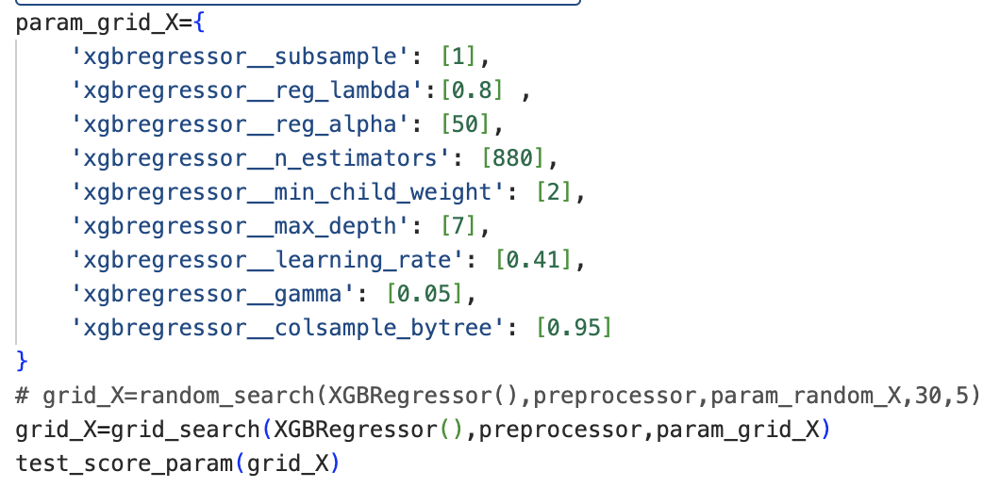 param_grid_X={
    'xgbregressor__subsample': [1],
    'xgbregressor__reg_lambda':[0.8] ,
    'xgbregressor__reg_alpha': [50],
    'xgbregressor__n_estimators': [880],
    'xgbregressor__min_child_weight': [2],
    'xgbregressor__max_depth': [7],
    'xgbregressor__learning_rate': [0.41],
    'xgbregressor__gamma': [0.05],
    'xgbregressor__colsample_bytree': [0.95]
}
# grid_X=random_search(XGBRegressor(),preprocessor,param_random_X,30,5)
grid_X=grid_search(XGBRegressor(),preprocessor,param_grid_X)
test_score_param(grid_X)